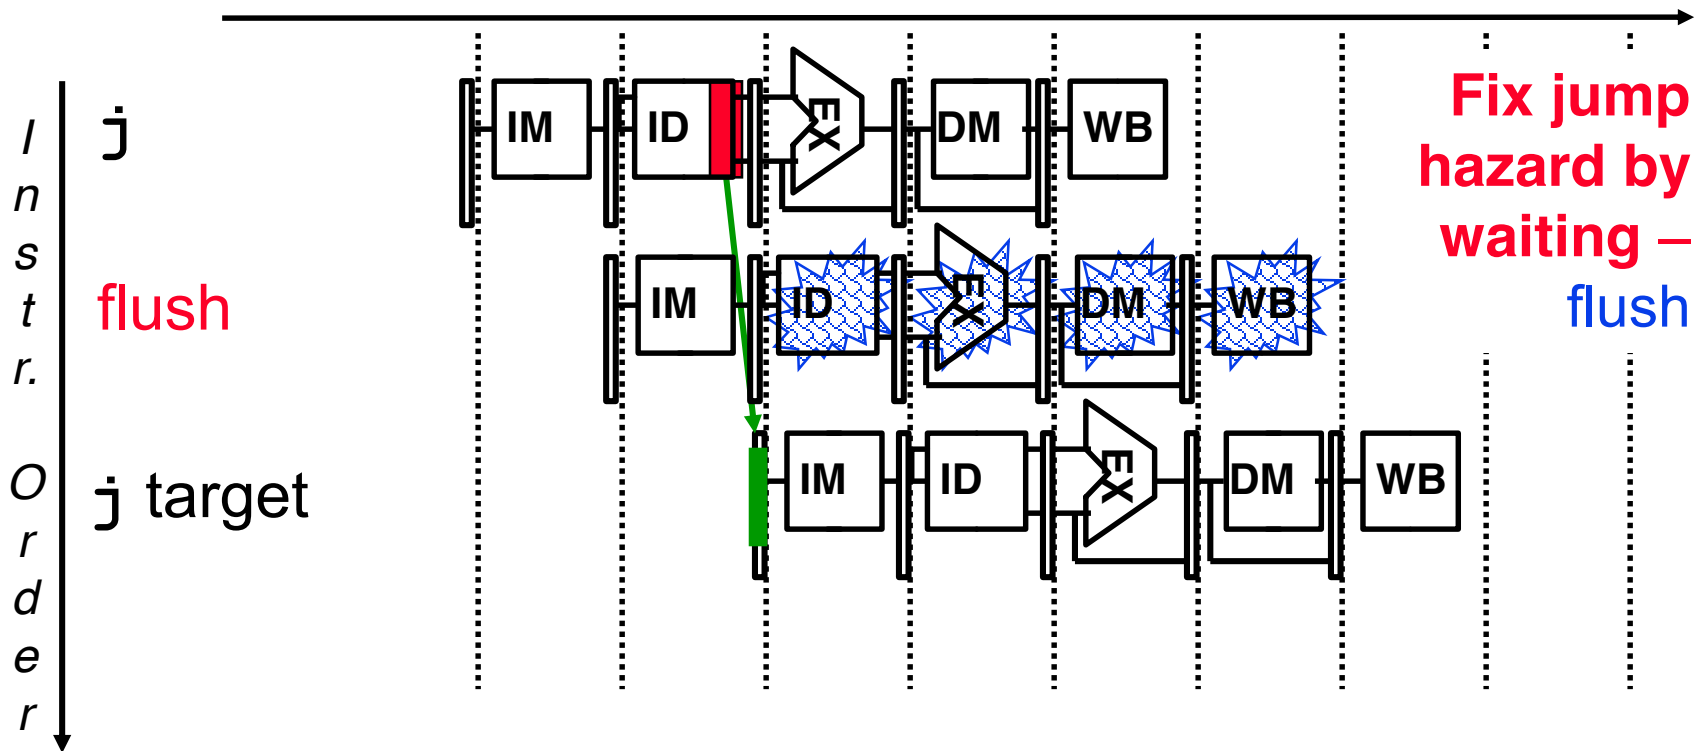 Instr. Order
j
IM
ID
EX
DM
WB
Fix jump
hazard by
waiting –
flush
flush
IM
ID
EX
DM
WB
j target
IM
ID
EX
DM
WB